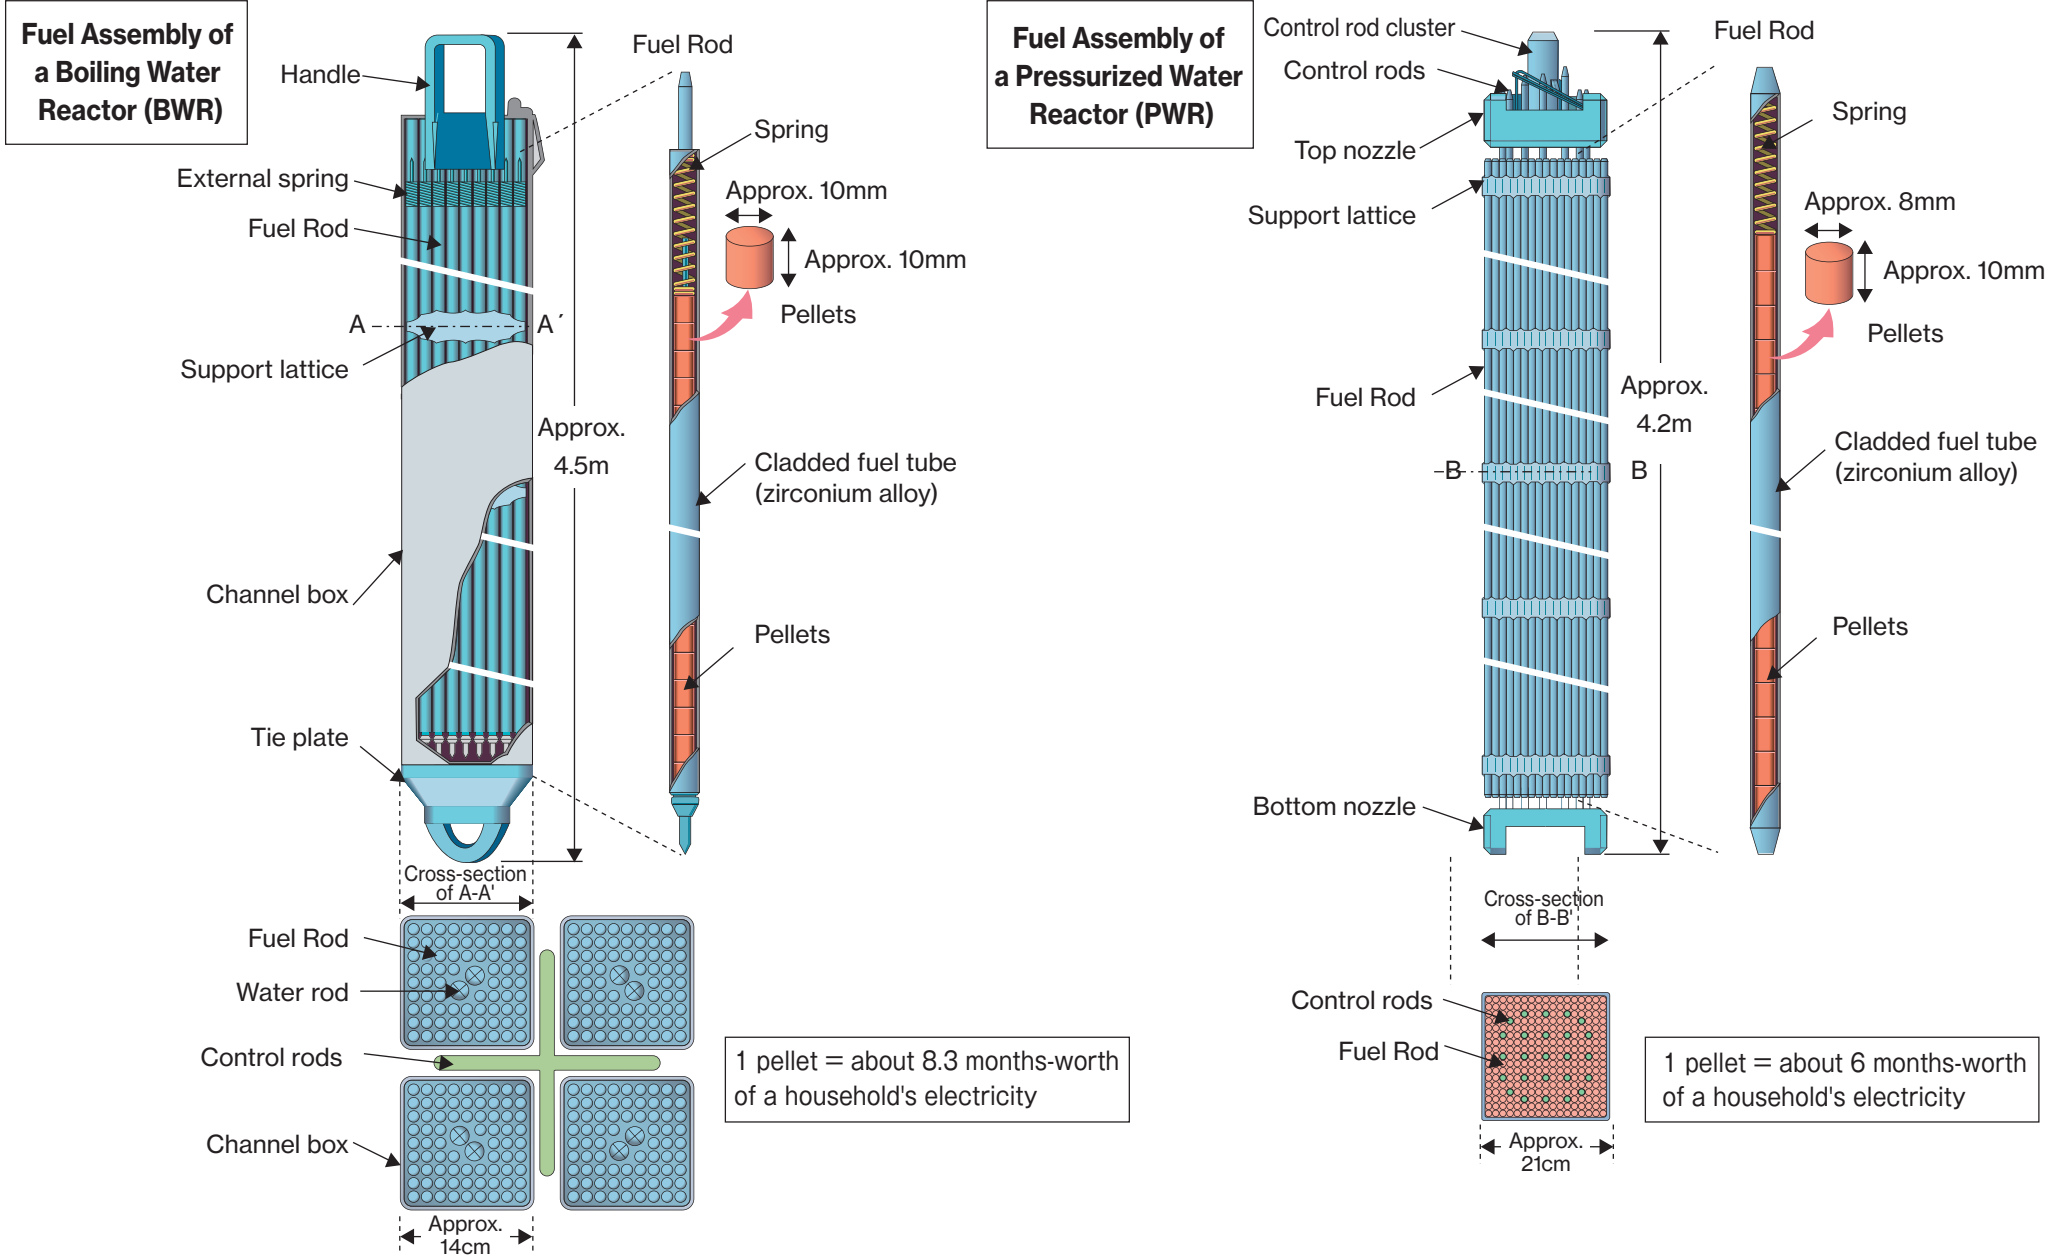 Fuel Assembly of
a Boiling Water
Reactor (BWR)
Handle
External spring
Fuel Rod
A
A´
Support lattice
Channel box
Tie plate
Approx.
4.5m
Fuel Rod
Spring
Approx. 10mm
Approx. 10mm
Pellets
Cladded fuel tube
(zirconium alloy)
Pellets
Cross-section
of A-A'
Fuel Rod
Water rod
Control rods
Channel box
Approx.
14cm
1 pellet = about 8.3 months-worth
of a household's electricity
Fuel Assembly of
a Pressurized Water
Reactor (PWR)
Control rod cluster
Control rods
Top nozzle
Support lattice
Fuel Rod
B
B
Bottom nozzle
Approx.
4.2m
Fuel Rod
Spring
Approx. 8mm
Approx. 10mm
Pellets
Cladded fuel tube
(zirconium alloy)
Pellets
Cross-section
of B-B'
Control rods
Fuel Rod
Approx.
21cm
1 pellet = about 6 months-worth
of a household's electricity